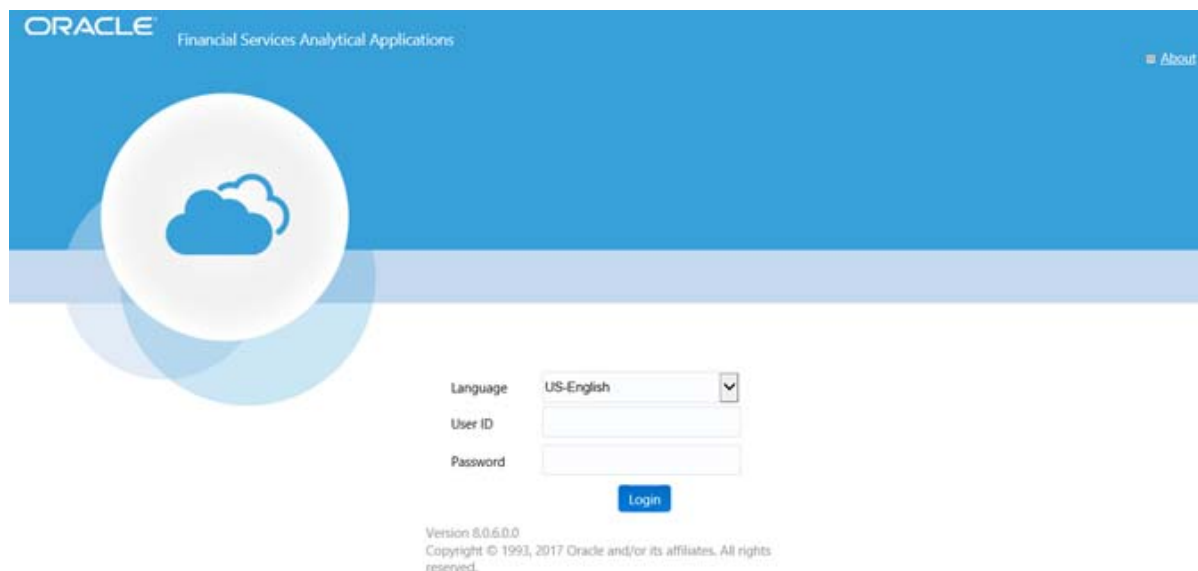 ORACLE
Financial Services Analytical Applications
About
Language US-English
User ID
Password
Login
Version 8.0.6.0.0
Copyright © 1993, 2017 Oracle and/or its affiliates. All rights
reserved.